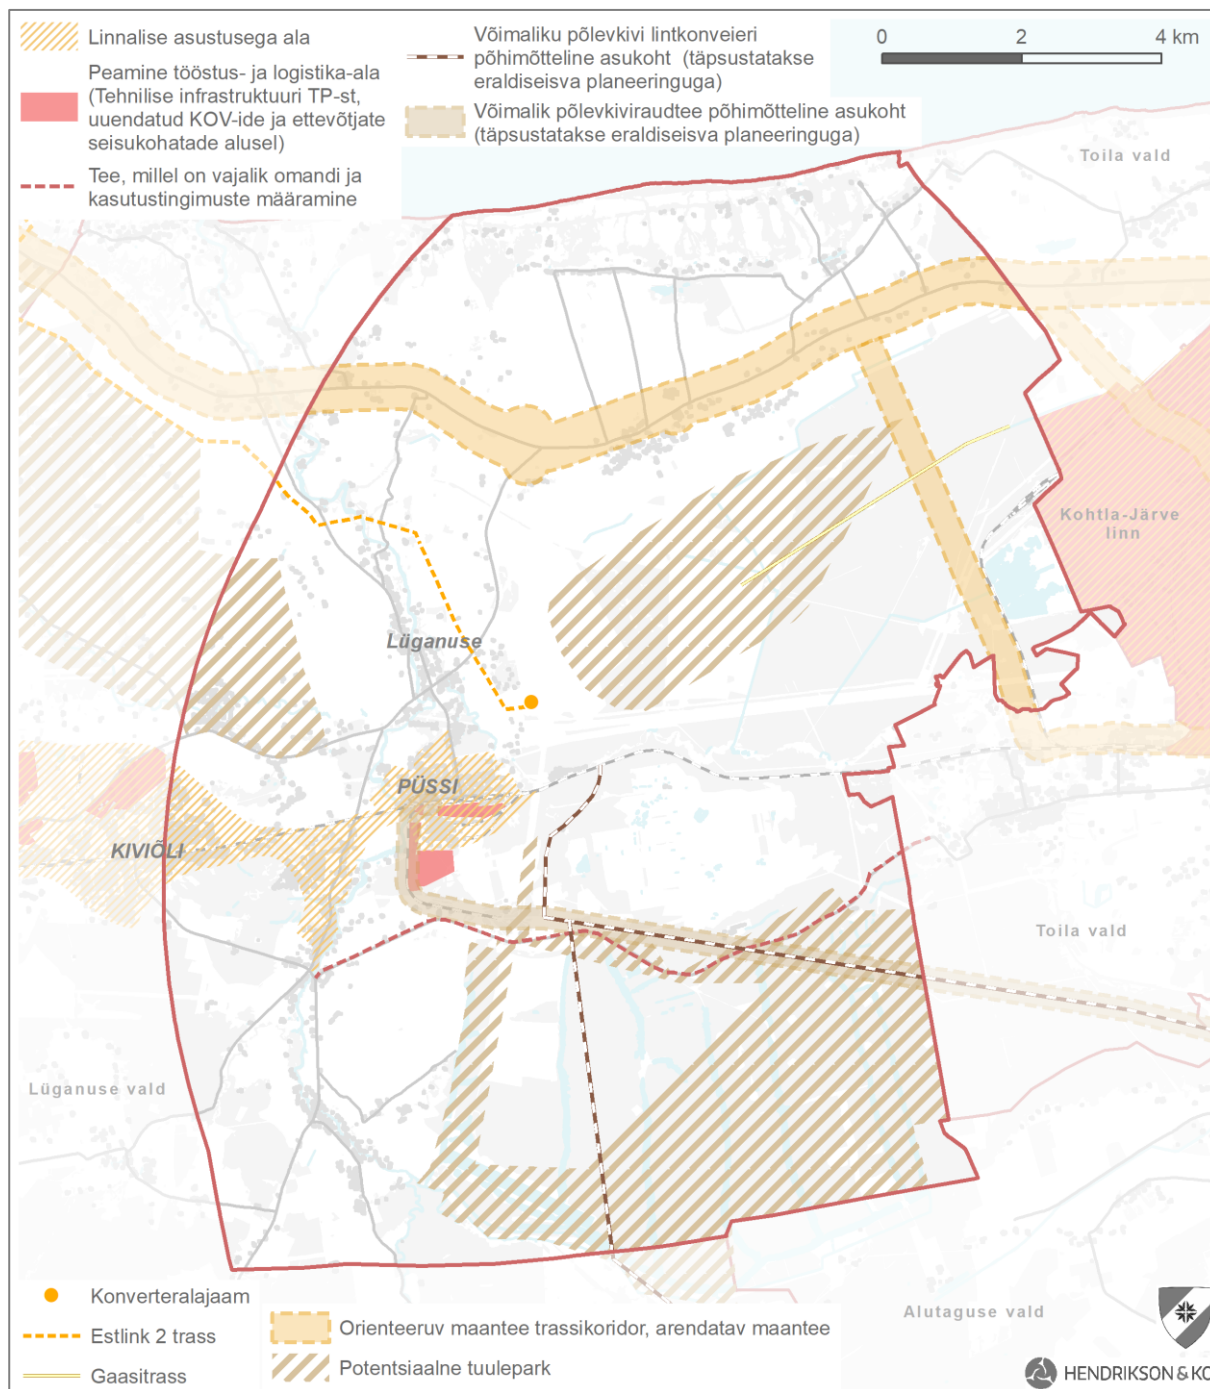 Linnalise asustusega ala
Peamine tööstus- ja logistika-ala
(Tehnilise infrastruktuuri TP-st,
uuendatud KOV-ide ja ettevõtjate
seisukohatade alusel)
Tee, millel on vajalik omandi ja
kasutustingimuste määramine
Võimaliku põlevkivi lintkonveieri
põhimõtteline asukoht (täpsustatakse
eraldiseisva planeeringuga)
Võimalik põlevkiviraudtee põhimõtteline asukoht
(täpsustatakse eraldiseisva planeeringuga)
0 2 4 km
Toila vald
Kohtla-Järve
linn
Lüganuse
PÜSSI
KIVIÕLI
Toila vald
Lüganuse vald
Alutaguse vald
Konverteralajaam
Estlink 2 trass
Gaasitrass
Orienteeruv maantee trassikoridor, arendatav maantee
Potentsiaalne tuulepark
HENDRIKSON & KO